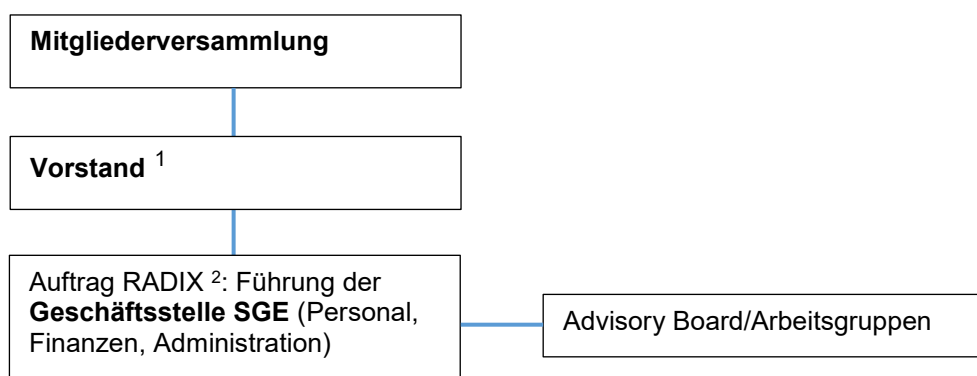 Mitgliederversammlung
Vorstand 1
Auftrag RADIX 2: Führung der
Geschäftsstelle SGE (Personal,
Finanzen, Administration)
Advisory Board/Arbeitsgruppen